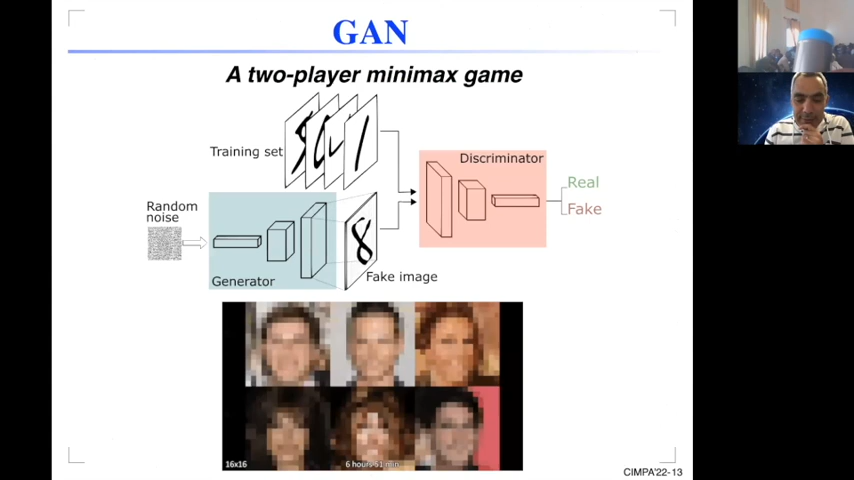 GAN
A two-player minimax game
Training set
Discriminator
Real
Fake
Random
noise
Generator
Fake image
8
16x16
6 hours 51 min
CIMPA'22-13